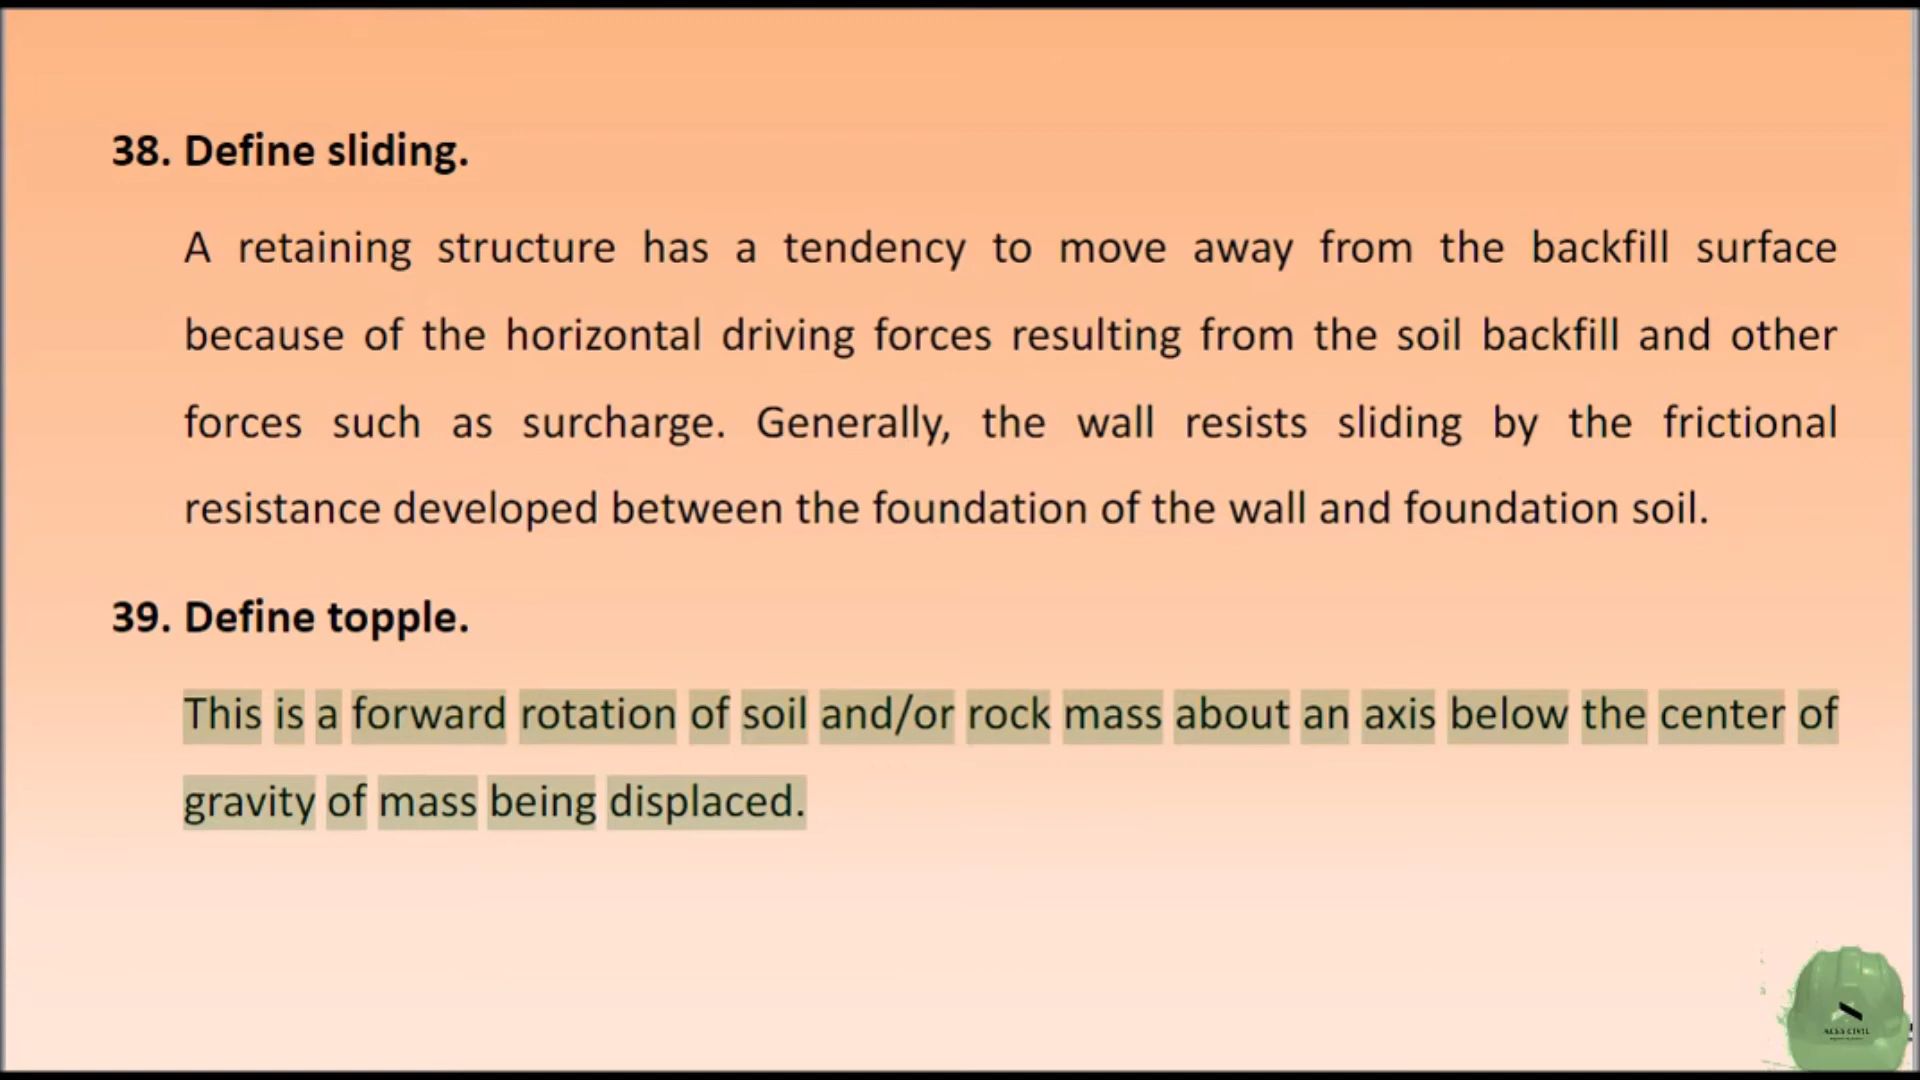 38. Define sliding.
A retaining structure has a tendency to move away from the backfill surface
because of the horizontal driving forces resulting from the soil backfill and other
forces such as surcharge. Generally, the wall resists sliding by the frictional
resistance developed between the foundation of the wall and foundation soil.
39. Define topple.
This is a forward rotation of soil and/or rock mass about an axis below the center of
gravity of mass being displaced.